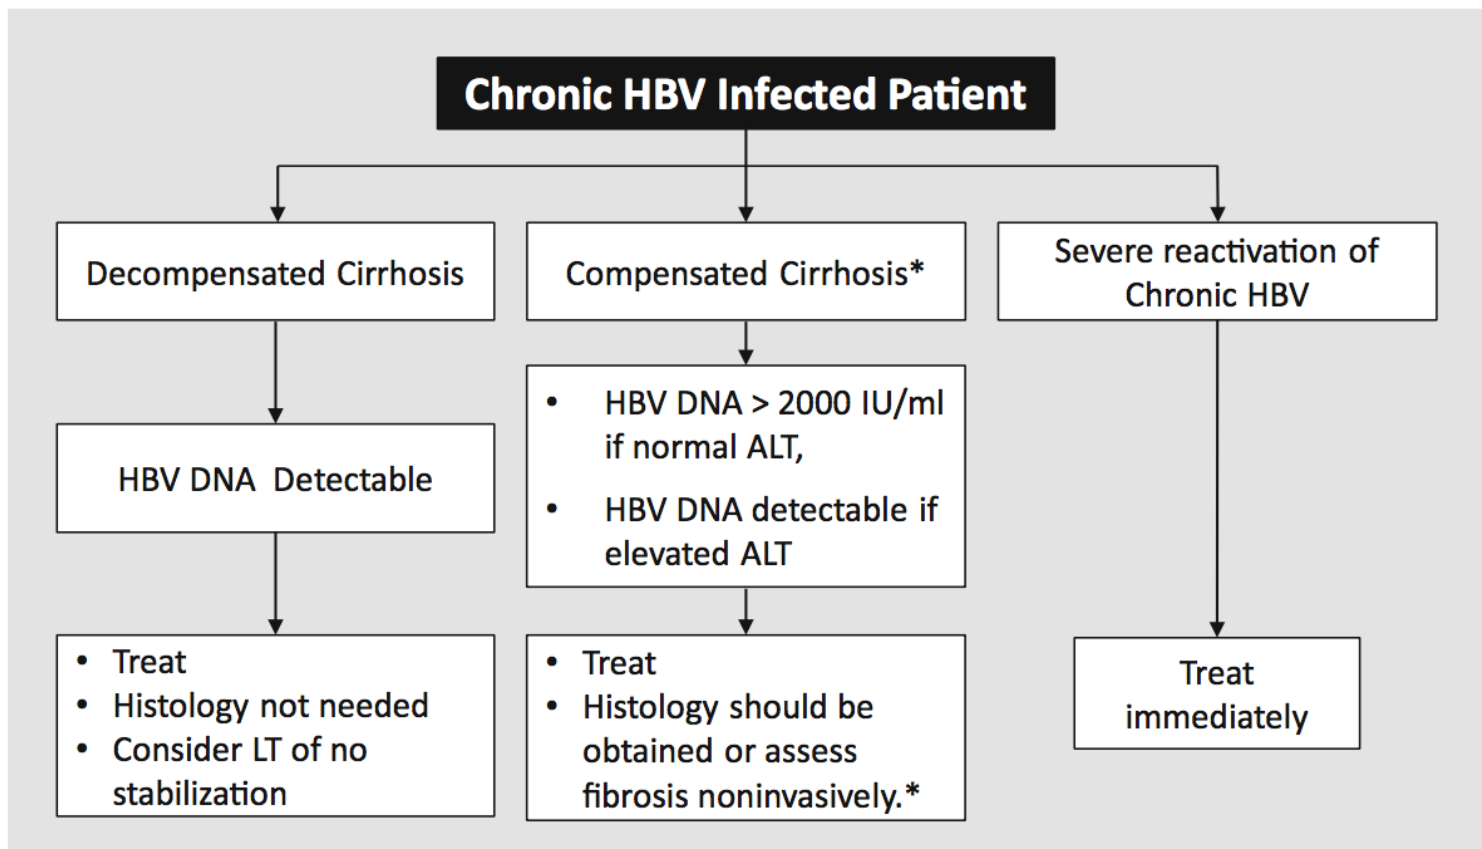 Chronic HBV Infected Patient
Decompensated Cirrhosis
HBV DNA Detectable
• Treat
• Histology not needed
• Consider LT of no
stabilization
Compensated Cirrhosis*
• HBV DNA > 2000 IU/ml
if normal ALT,
• HBV DNA detectable if
elevated ALT
• Treat
• Histology should be
obtained or assess
fibrosis noninvasively.*
Severe reactivation of
Chronic HBV
Treat
immediately